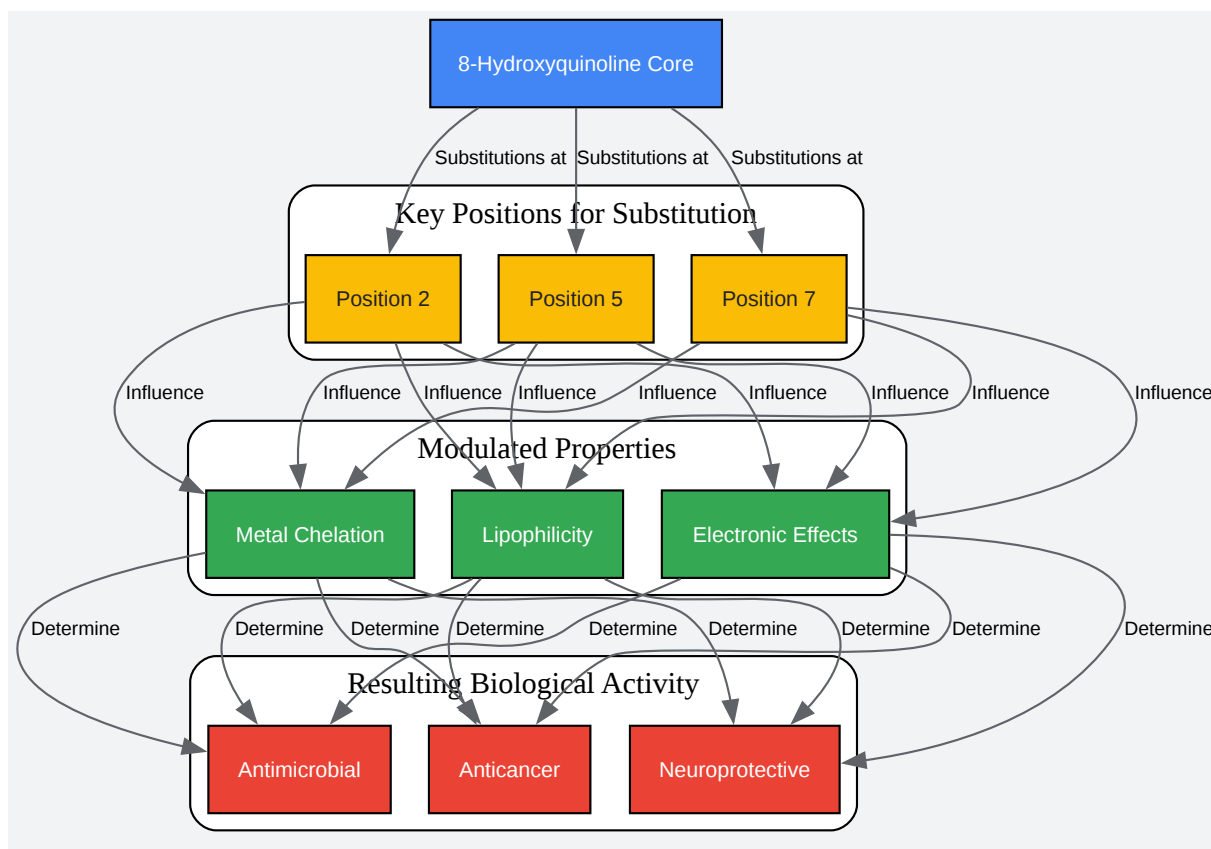 8-Hydroxyquinoline Core
Substitutions at
Substitutions at
Substitutions at
Key Positions for Substitution
Position 2
Position 5
Position 7
Influence
Influence
Influence
Influence
Influence
Influence
Influence
Influence
Influence
Modulated Properties
Metal Chelation
Lipophilicity
Electronic Effects
Determine
Determine
Determine
Determine
Determine
Determine
Determine
Determine
Determine
Resulting Biological Activity
Antimicrobial
Anticancer
Neuroprotective